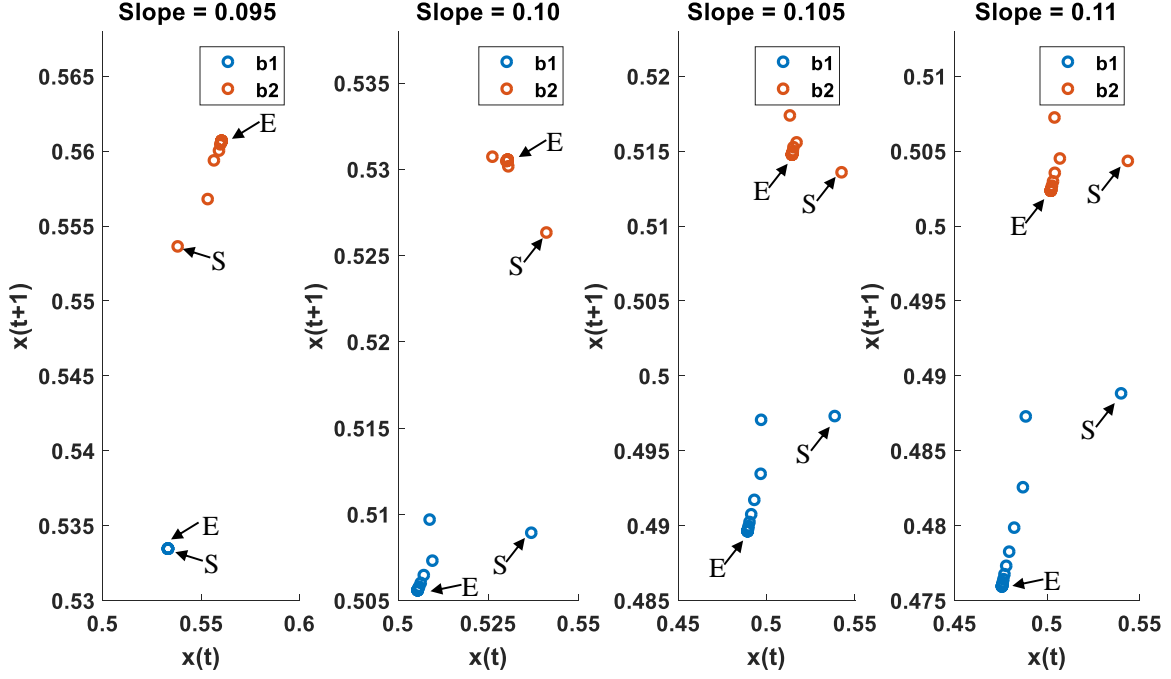 Slope = 0.095
b1
b2
0.565
0.56
0.555
0.55
0.545
0.54
0.535
0.53
0.5
0.55
0.6
x(t+1)
x(t)
E
S
E
S
Slope = 0.10
b1
b2
0.535
0.53
0.525
0.52
0.515
0.51
0.505
0.5
0.525
0.55
x(t+1)
x(t)
E
S
S
E
Slope = 0.105
b1
b2
0.52
0.515
0.51
0.505
0.5
0.495
0.49
0.485
0.45
0.5
0.55
x(t+1)
x(t)
E
S
S
E
Slope = 0.11
b1
b2
0.51
0.505
0.5
0.495
0.49
0.485
0.48
0.475
0.45
0.5
0.55
x(t+1)
x(t)
S
E
S
E